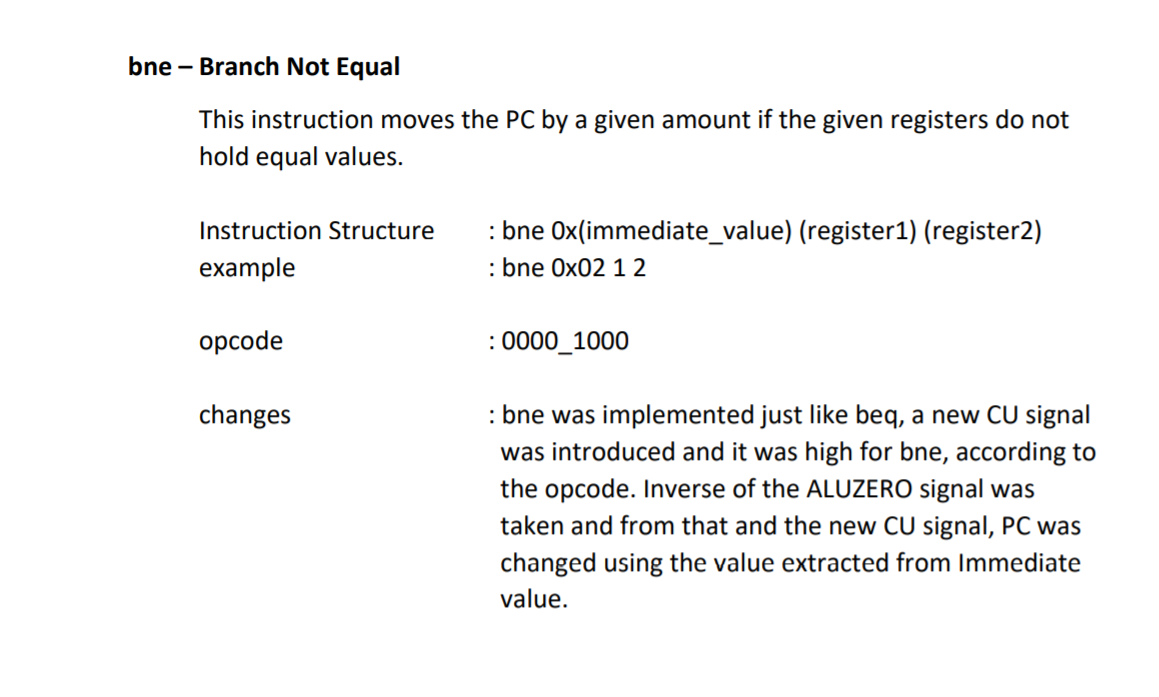 bne – Branch Not Equal
This instruction moves the PC by a given amount if the given registers do not
hold equal values.
Instruction Structure : bne 0x(immediate_value) (register1) (register2)
example : bne 0x02 1 2
opcode : 0000_1000
changes : bne was implemented just like beq, a new CU signal
was introduced and it was high for bne, according to
the opcode. Inverse of the ALUZERO signal was
taken and from that and the new CU signal, PC was
changed using the value extracted from Immediate
value.